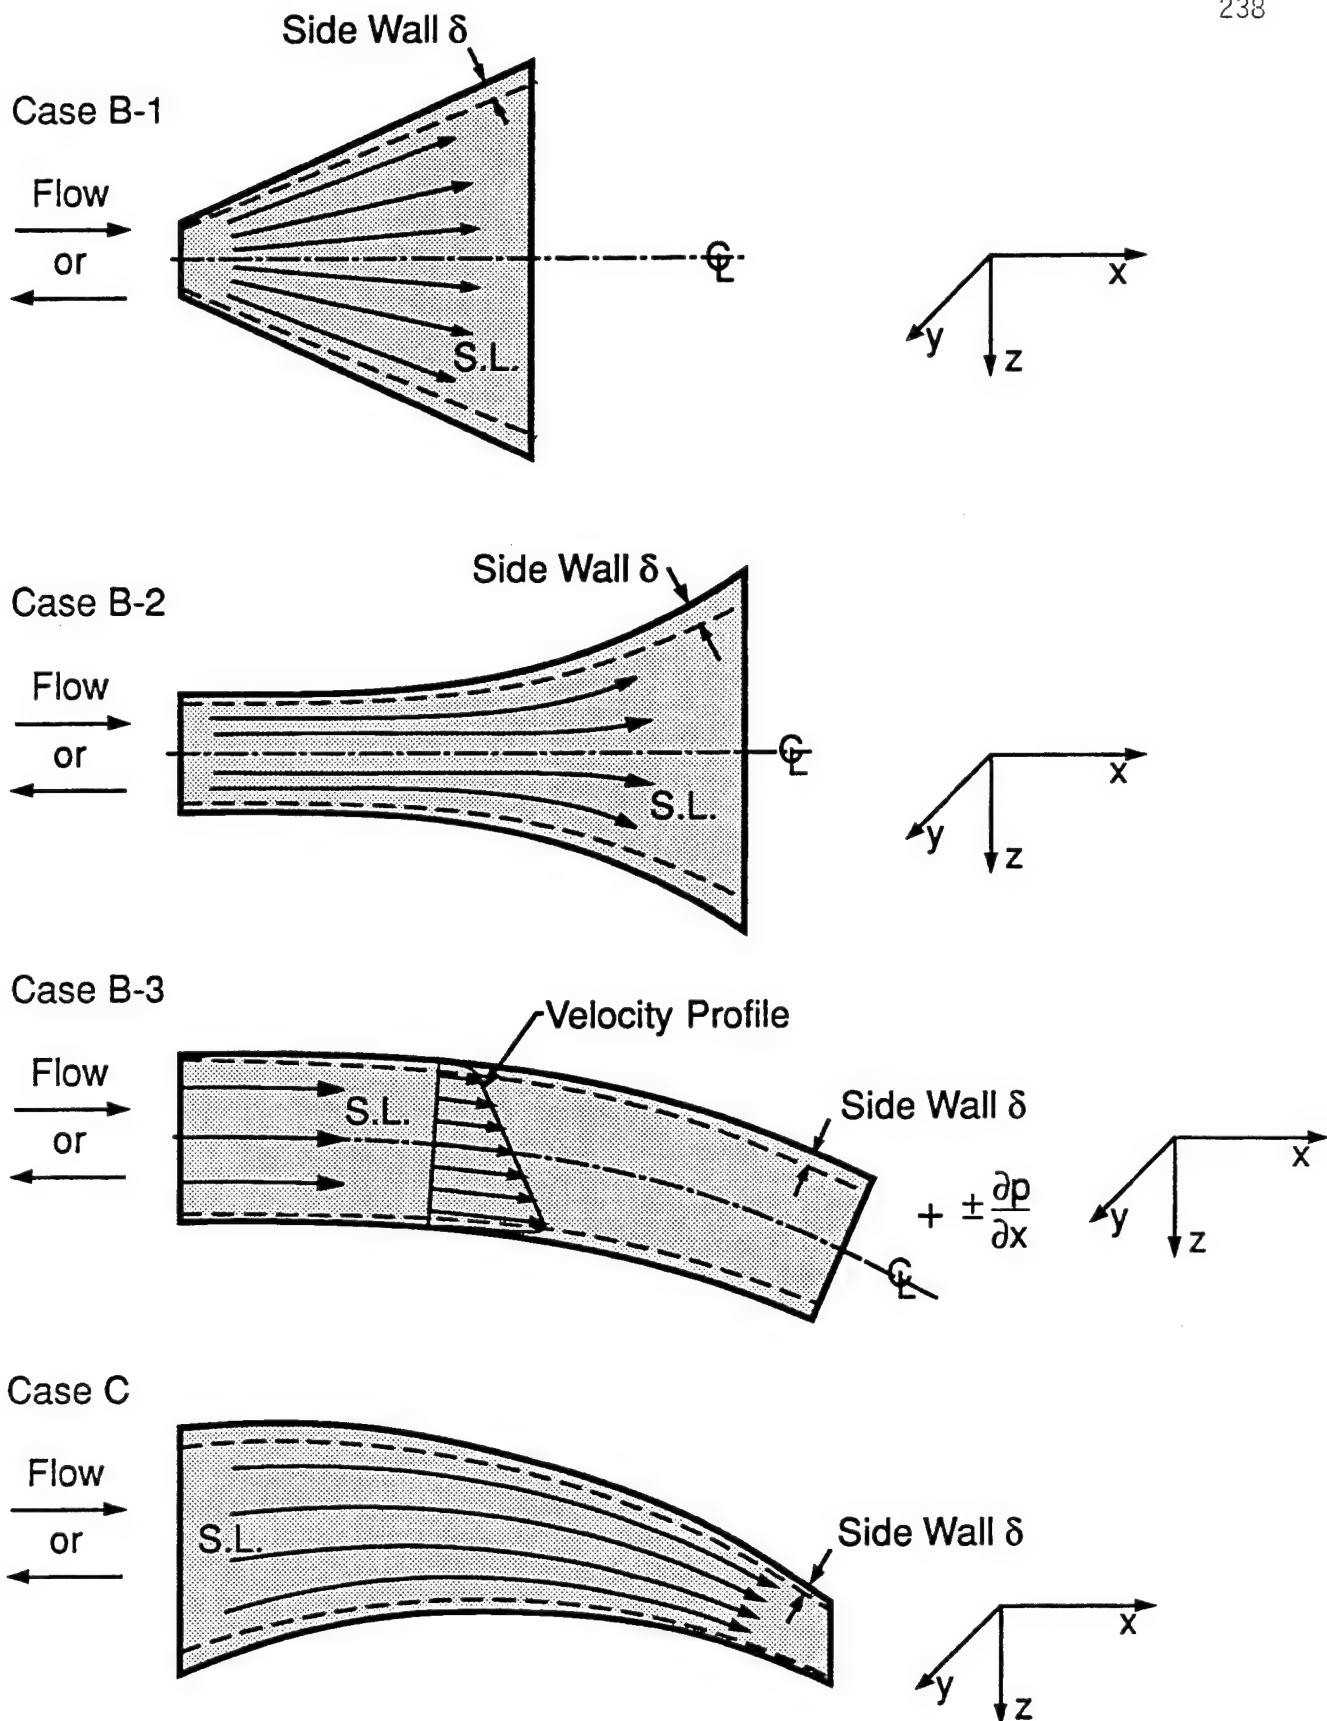 238
Side Wall δ
Case B-1
Flow
or
S.L.
℄
x
y
z
Side Wall δ
Case B-2
Flow
or
S.L.
℄
x
y
z
Case B-3
Velocity Profile
Flow
or
S.L.
Side Wall δ
+ ± ∂p/∂x
℄
x
y
z
Case C
Flow
or
S.L.
Side Wall δ
x
y
z